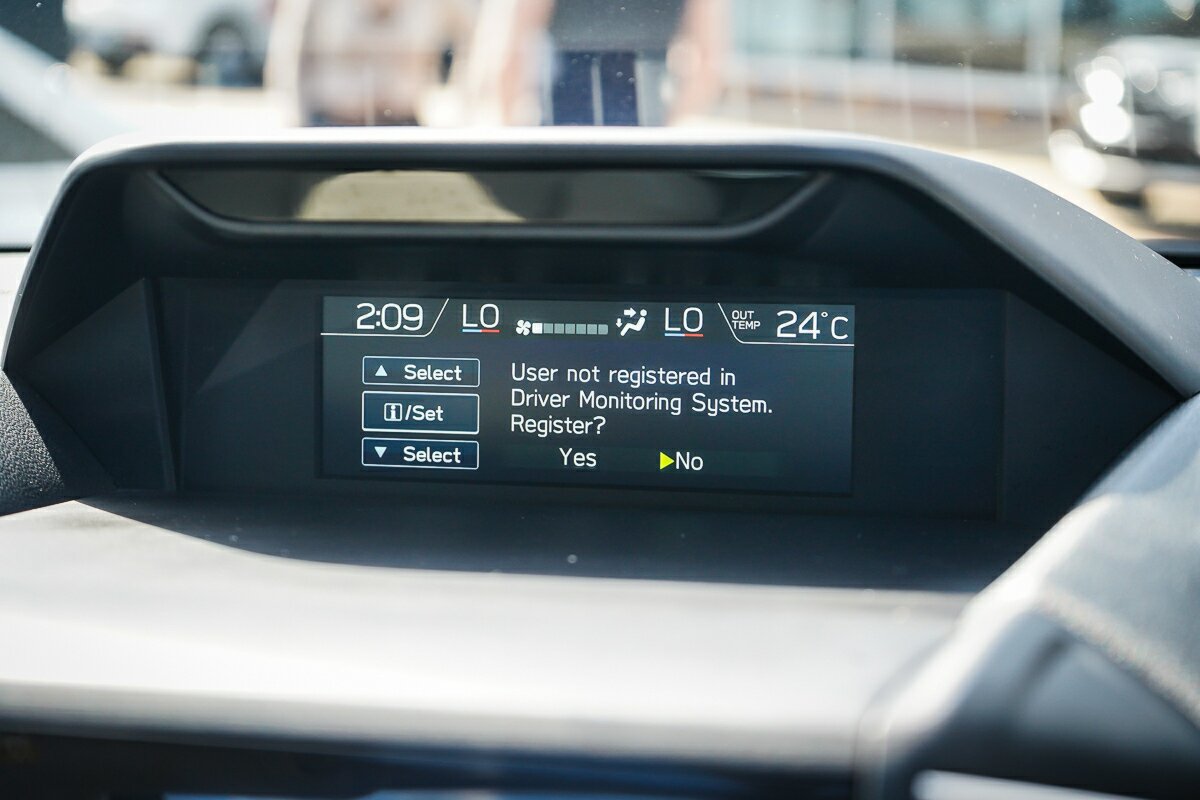 2:09 LO LO OUT TEMP 24°C
▲ Select
i/Set
▼ Select
User not registered in
Driver Monitoring System.
Register?
Yes ▶No